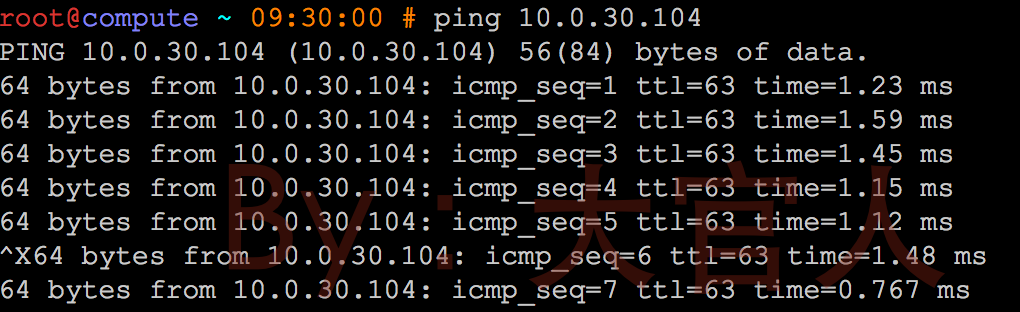 root@compute ~ 09:30:00 # ping 10.0.30.104
PING 10.0.30.104 (10.0.30.104) 56(84) bytes of data.
64 bytes from 10.0.30.104: icmp_seq=1 ttl=63 time=1.23 ms
64 bytes from 10.0.30.104: icmp_seq=2 ttl=63 time=1.59 ms
64 bytes from 10.0.30.104: icmp_seq=3 ttl=63 time=1.45 ms
64 bytes from 10.0.30.104: icmp_seq=4 ttl=63 time=1.15 ms
64 bytes from 10.0.30.104: icmp_seq=5 ttl=63 time=1.12 ms
^X64 bytes from 10.0.30.104: icmp_seq=6 ttl=63 time=1.48 ms
64 bytes from 10.0.30.104: icmp_seq=7 ttl=63 time=0.767 ms
By：大官人